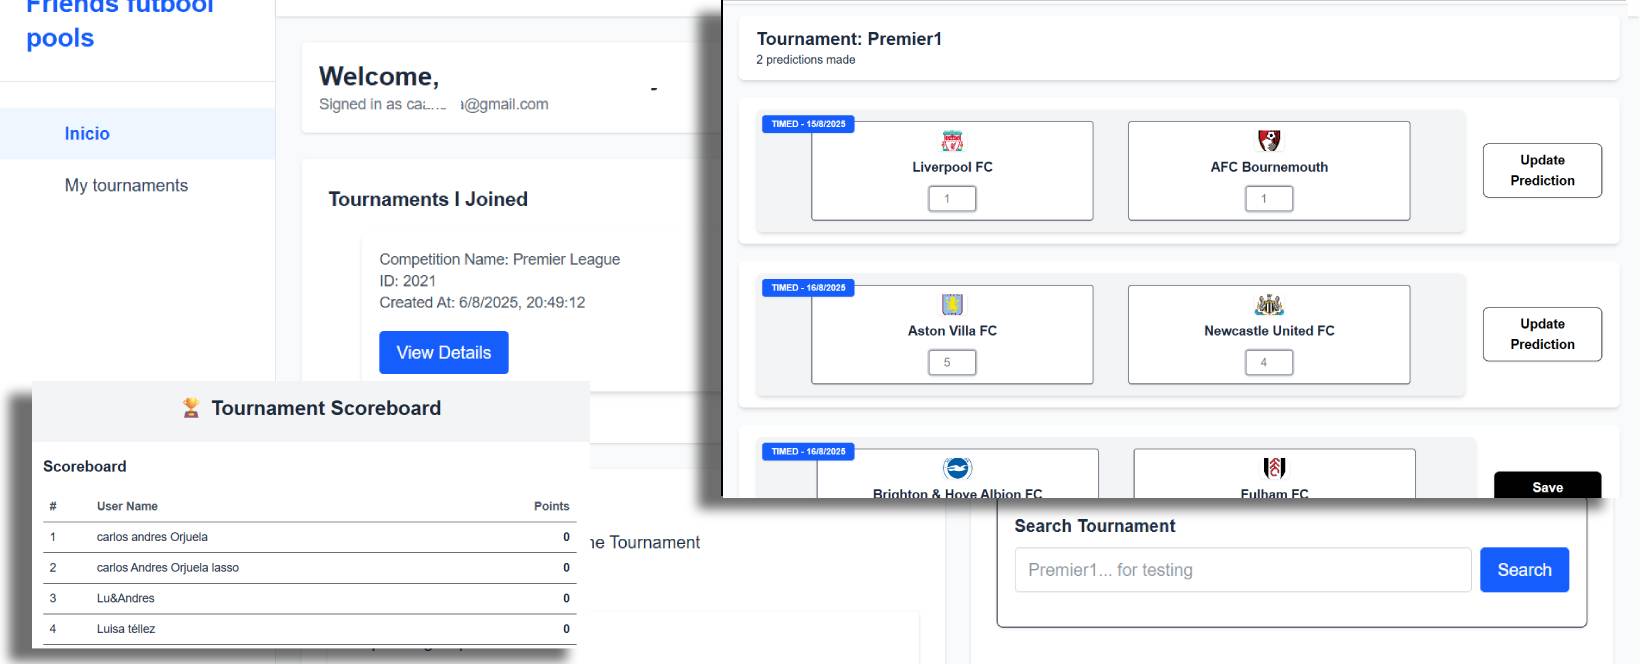 Friends futbool
pools
Inicio
My tournaments
Welcome,
Signed in as @gmail.com
-
Tournaments I Joined
Competition Name: Premier League
ID: 2021
Created At: 6/8/2025, 20:49:12
View Details
Tournament Scoreboard
Scoreboard
# User Name Points
1 carlos andres Orjuela 0
2 carlos Andres Orjuela lasso 0
3 Lu&Andres 0
4 Luisa téllez 0
Tournament
Tournament: Premier1
2 predictions made
TIMED - 15/8/2025
Liverpool FC AFC Bournemouth
1 1
Update
Prediction
TIMED - 16/8/2025
Aston Villa FC Newcastle United FC
5 4
Update
Prediction
TIMED - 16/8/2025
Brighton & Hove Albion FC Fulham FC
Save
Search Tournament
Premier1... for testing
Search